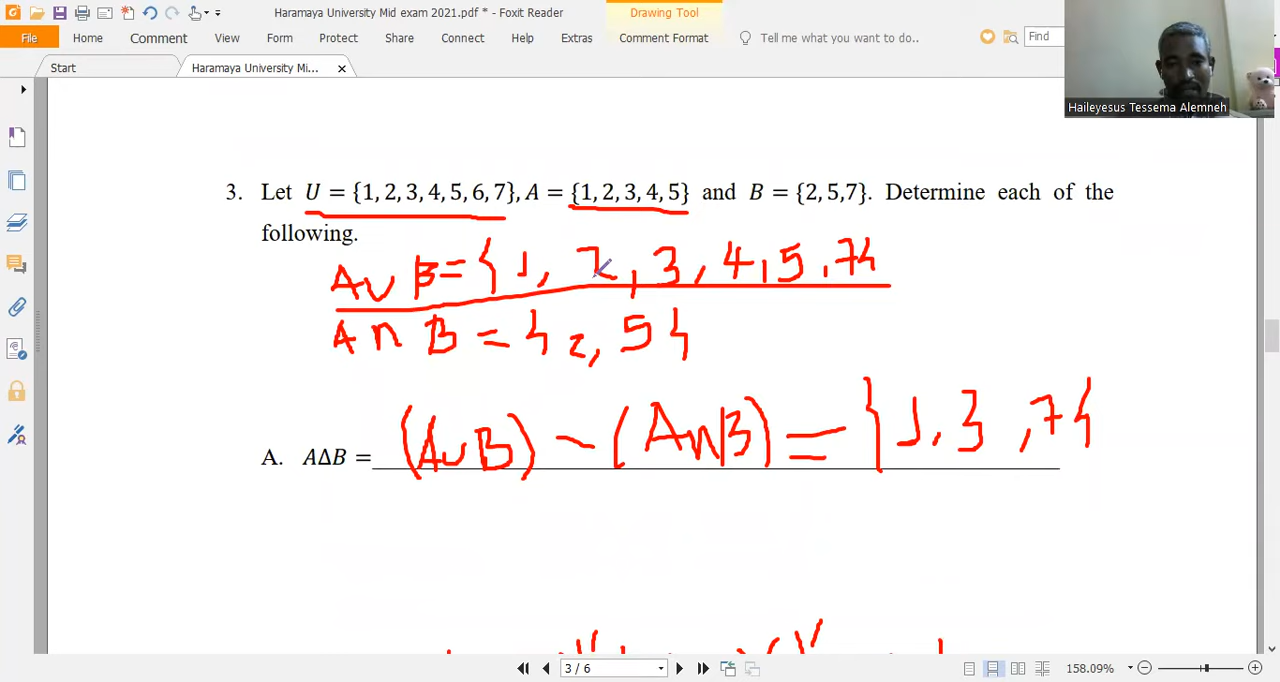 Haramaya University Mid exam 2021.pdf * - Foxit Reader
Drawing Tool
File Home Comment View Form Protect Share Connect Help Extras Comment Format Tell me what you want to do.. Find
Start Haramaya University Mi...
Haileyesus Tessema Alemneh
3. Let U = {1, 2, 3, 4, 5, 6, 7}, A = {1, 2, 3, 4, 5} and B = {2, 5,7}. Determine each of the
following.
A∪B={1, 2, 3, 4, 5, 7}
A∩B={2, 5}
(A∪B) - (A∩B) = {1, 3, 7}
A. AΔB =
3 / 6
158.09%